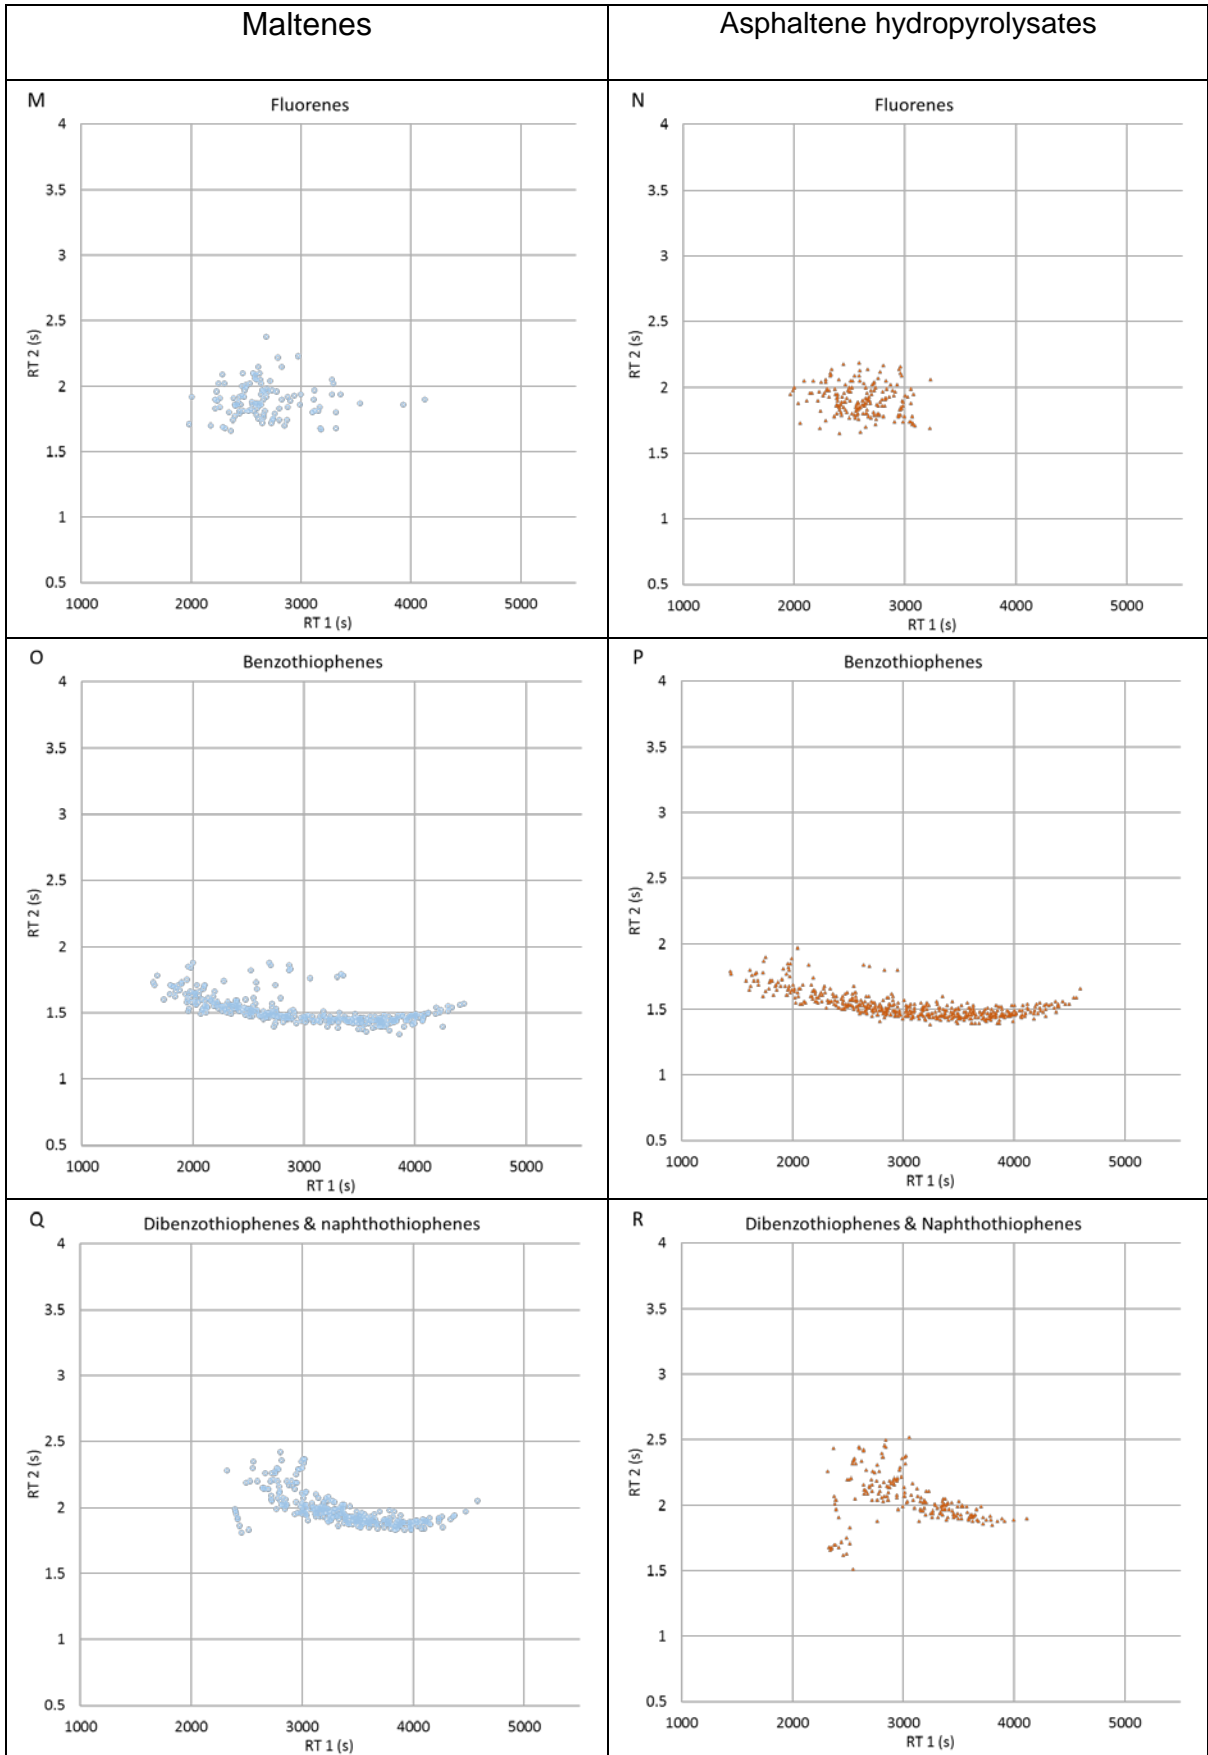 Maltenes
Asphaltene hydropyrolysates
M
Fluorenes
4
3.5
3
2.5
2
1.5
1
0.5
RT 2 (s)
1000 2000 3000 4000 5000
RT 1 (s)
N
Fluorenes
4
3.5
3
2.5
2
1.5
1
0.5
RT 2 (s)
1000 2000 3000 4000 5000
RT 1 (s)
O
Benzothiophenes
4
3.5
3
2.5
2
1.5
1
0.5
RT 2 (s)
1000 2000 3000 4000 5000
RT 1 (s)
P
Benzothiophenes
4
3.5
3
2.5
2
1.5
1
0.5
RT 2 (s)
1000 2000 3000 4000 5000
RT 1 (s)
Q
Dibenzothiophenes & naphthothiophenes
4
3.5
3
2.5
2
1.5
1
0.5
RT 2 (s)
1000 2000 3000 4000 5000
RT 1 (s)
R
Dibenzothiophenes & Naphthothiophenes
4
3.5
3
2.5
2
1.5
1
0.5
RT 2 (s)
1000 2000 3000 4000 5000
RT 1 (s)